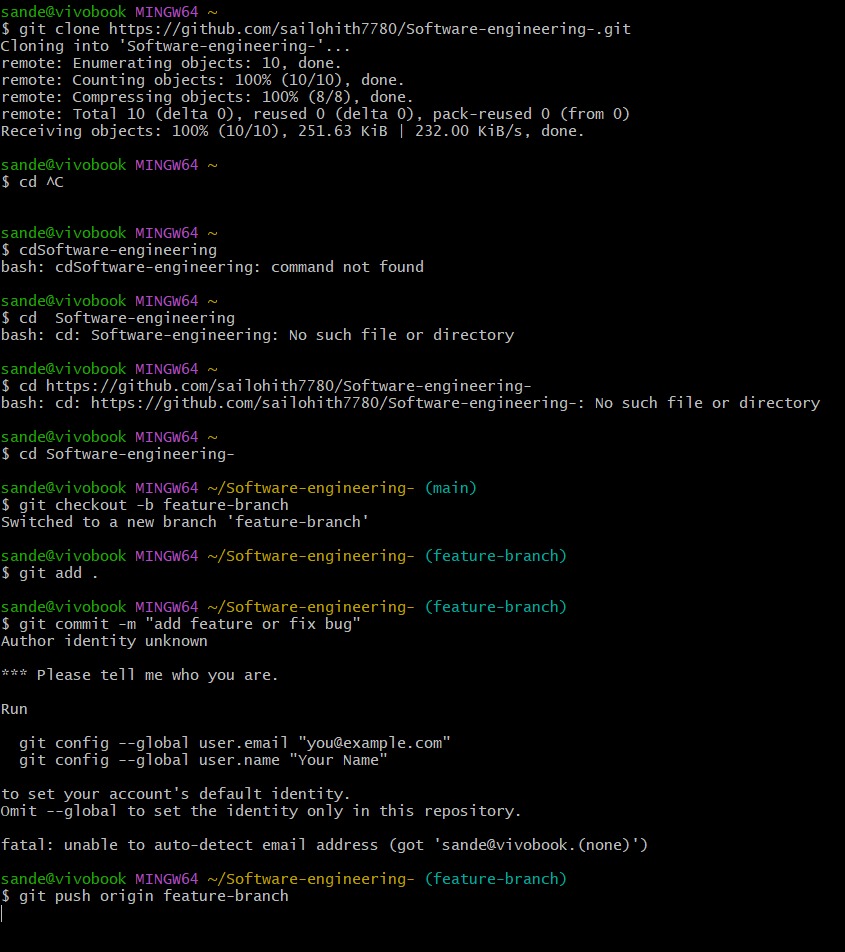 sande@vivobook MINGW64 ~
$ git clone https://github.com/sailohith7780/Software-engineering-.git
Cloning into 'Software-engineering-'...
remote: Enumerating objects: 10, done.
remote: Counting objects: 100% (10/10), done.
remote: Compressing objects: 100% (8/8), done.
remote: Total 10 (delta 0), reused 0 (delta 0), pack-reused 0 (from 0)
Receiving objects: 100% (10/10), 251.63 KiB | 232.00 KiB/s, done.
sande@vivobook MINGW64 ~
$ cd ^C
sande@vivobook MINGW64 ~
$ cdSoftware-engineering
bash: cdSoftware-engineering: command not found
sande@vivobook MINGW64 ~
$ cd  Software-engineering
bash: cd: Software-engineering: No such file or directory
sande@vivobook MINGW64 ~
$ cd https://github.com/sailohith7780/Software-engineering-
bash: cd: https://github.com/sailohith7780/Software-engineering-: No such file or directory
sande@vivobook MINGW64 ~
$ cd Software-engineering-
sande@vivobook MINGW64 ~/Software-engineering- (main)
$ git checkout -b feature-branch
Switched to a new branch 'feature-branch'
sande@vivobook MINGW64 ~/Software-engineering- (feature-branch)
$ git add .
sande@vivobook MINGW64 ~/Software-engineering- (feature-branch)
$ git commit -m "add feature or fix bug"
Author identity unknown
*** Please tell me who you are.
Run
  git config --global user.email "you@example.com"
  git config --global user.name "Your Name"
to set your account's default identity.
Omit --global to set the identity only in this repository.
fatal: unable to auto-detect email address (got 'sande@vivobook.(none)')
sande@vivobook MINGW64 ~/Software-engineering- (feature-branch)
$ git push origin feature-branch